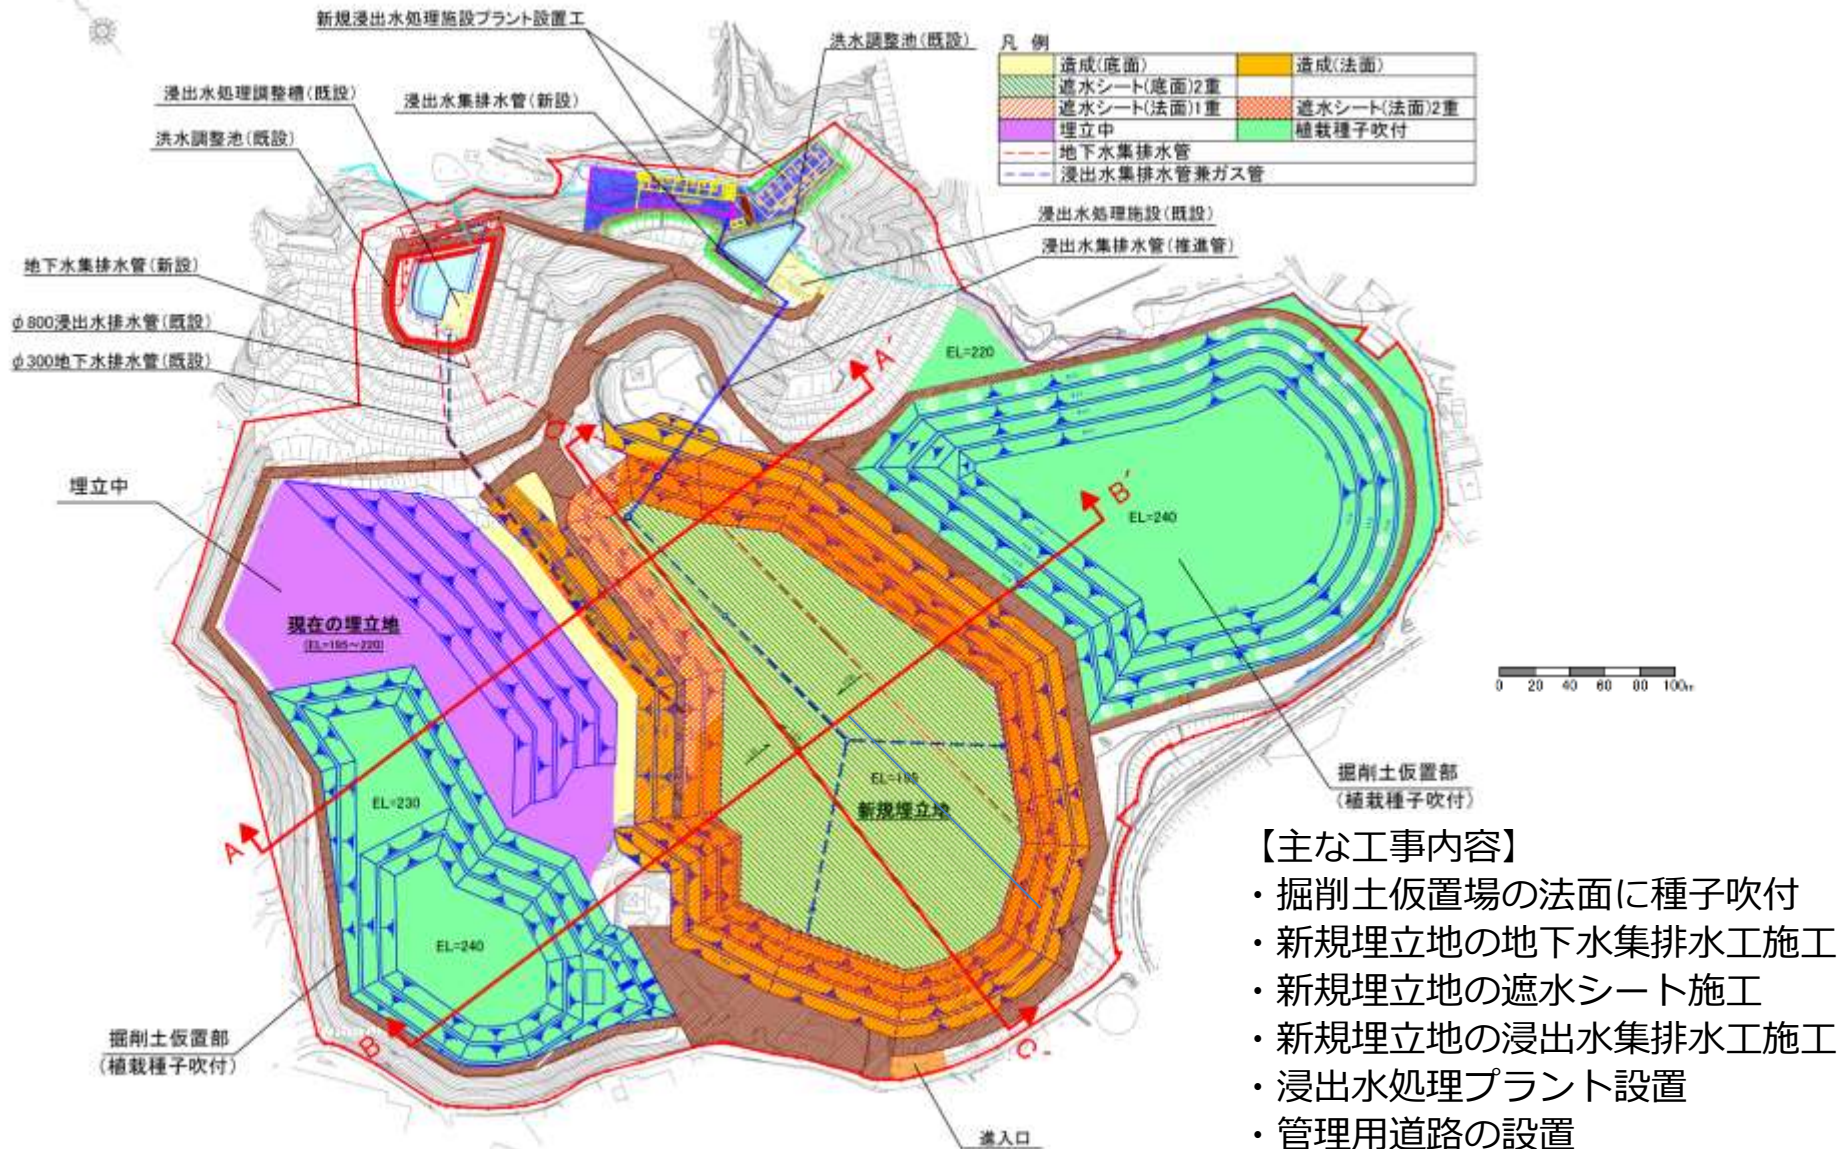 新規浸出水処理施設プラント設置工
洪水調整池(既設)
浸出水処理調整槽(既設)
浸出水集排水管(新設)
洪水調整池(既設)
凡 例
造成(底面)
造成(法面)
遮水シート(底面)2重
遮水シート(法面)1重
遮水シート(法面)2重
埋立中
植栽種子吹付
地下水集排水管
浸出水集排水管兼ガス管
浸出水処理施設(既設)
浸出水集排水管(推進管)
地下水集排水管(新設)
φ800浸出水排水管(既設)
φ300地下水排水管(既設)
EL=220
A'
埋立中
B'
EL=240
現在の埋立地
(EL=195~220)
0 20 40 60 80 100m
EL=230
EL=195
新規埋立地
掘削土仮置部
(植栽種子吹付)
A
EL=240
B
C'
掘削土仮置部
(植栽種子吹付)
進入口
【主な工事内容】
・掘削土仮置場の法面に種子吹付
・新規埋立地の地下水集排水工施工
・新規埋立地の遮水シート施工
・新規埋立地の浸出水集排水工施工
・浸出水処理プラント設置
・管理用道路の設置